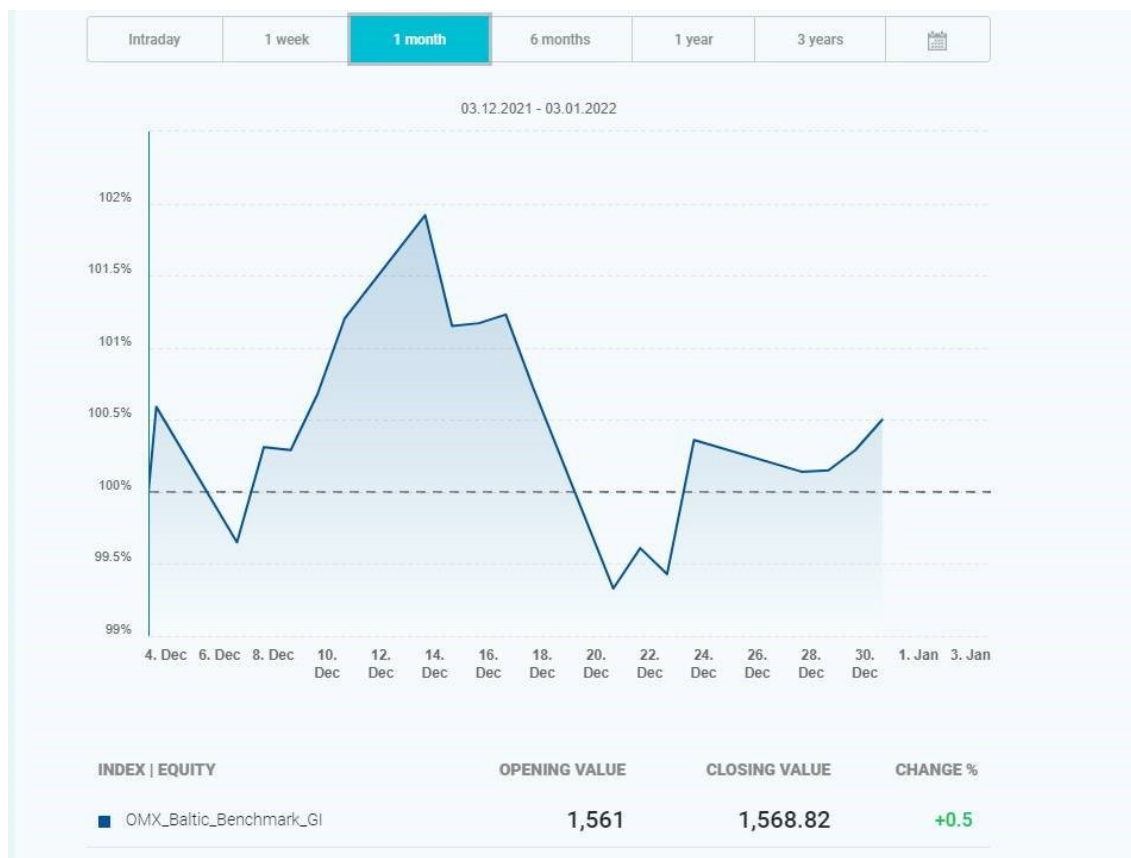 Intraday 1 week 1 month 6 months 1 year 3 years
03.12.2021 - 03.01.2022
102%
101.5%
101%
100.5%
100%
99.5%
99%
4. Dec 6. Dec 8. Dec 10. Dec 12. Dec 14. Dec 16. Dec 18. Dec 20. Dec 22. Dec 24. Dec 26. Dec 28. Dec 30. Dec 1. Jan 3. Jan
INDEX | EQUITY OPENING VALUE CLOSING VALUE CHANGE %
OMX_Baltic_Benchmark_GI 1,561 1,568.82 +0.5